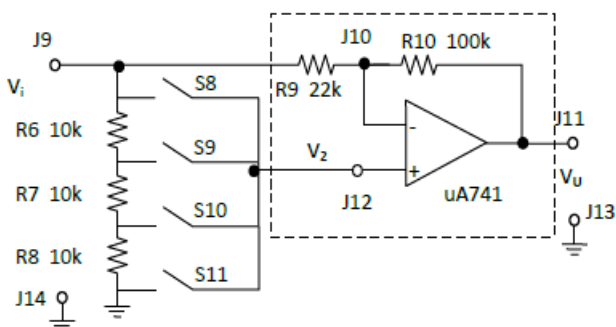 J9
J10
R10 100k
Vi
S8
R9 22k
J11
R6 10k
S9
V2
-
+
VU
R7 10k
S10
J12
uA741
J13
R8 10k
S11
J14